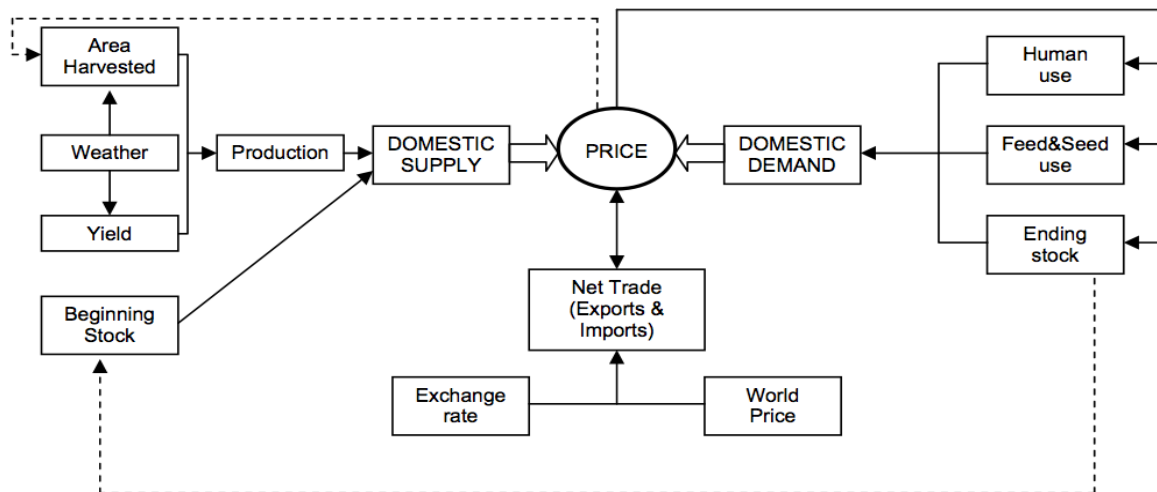 Area
Harvested
Weather
Yield
Beginning
Stock
Production
DOMESTIC
SUPPLY
PRICE
DOMESTIC
DEMAND
Human
use
Feed&Seed
use
Ending
stock
Net Trade
(Exports &
Imports)
Exchange
rate
World
Price